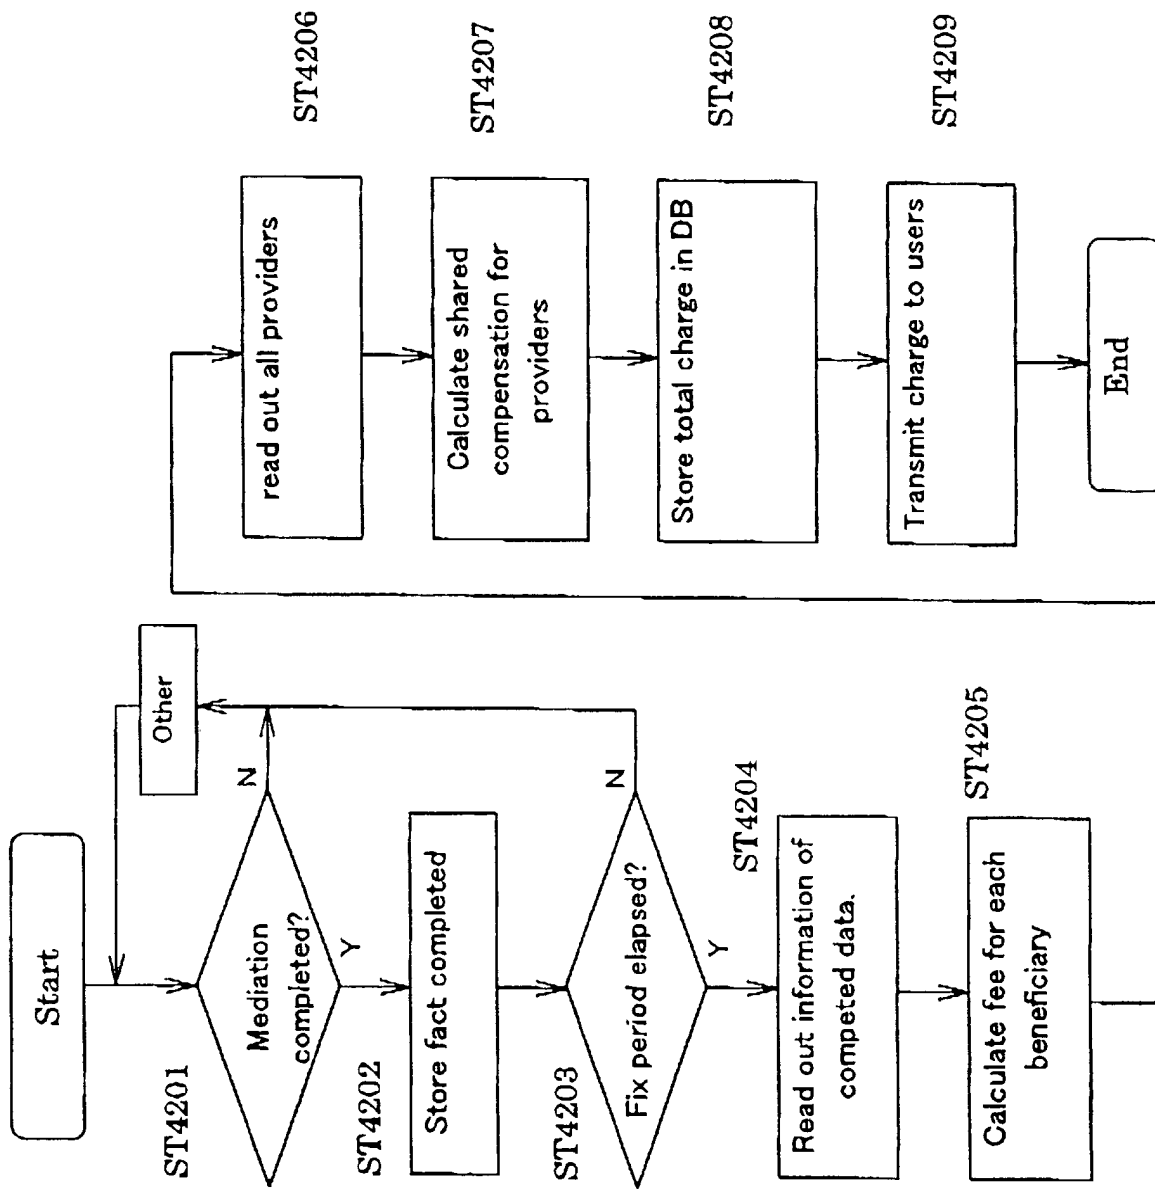 Start
Other
ST4201
Mediation
completed?
N
Y
ST4202
Store fact completed
ST4203
Fix period elapsed?
N
Y
ST4204
Read out information of
competed data.
ST4205
Calculate fee for each
beneficiary
ST4206
read out all providers
ST4207
Calculate shared
compensation for
providers
ST4208
Store total charge in DB
ST4209
Transmit charge to users
End